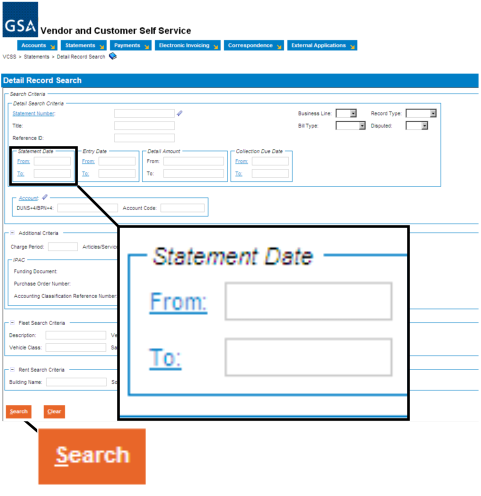 GSA Vendor and Customer Self Service
Accounts Statements Payments Electronic Invoicing Correspondence External Applications
VCSS > Statements > Detail Record Search
Detail Record Search
Search Criteria
Detail Search Criteria
Statement Number: Business Line: Record Type:
Title: Bill Type: Disputed:
Reference ID:
Statement Date Entry Date Detail Amount Collection Due Date
From: From: From: From:
To: To: To: To:
Account
DUNS+4/BPN+4: Account Code:
Additional Criteria
Charge Period: Articles/Servic
IPAC
Funding Document:
Purchase Order Number:
Accounting Classification Reference Number
Statement Date
From:
To:
Fleet Search Criteria
Description: Ve
Vehicle Class:
Rent Search Criteria
Building Name:
Search Clear
Search